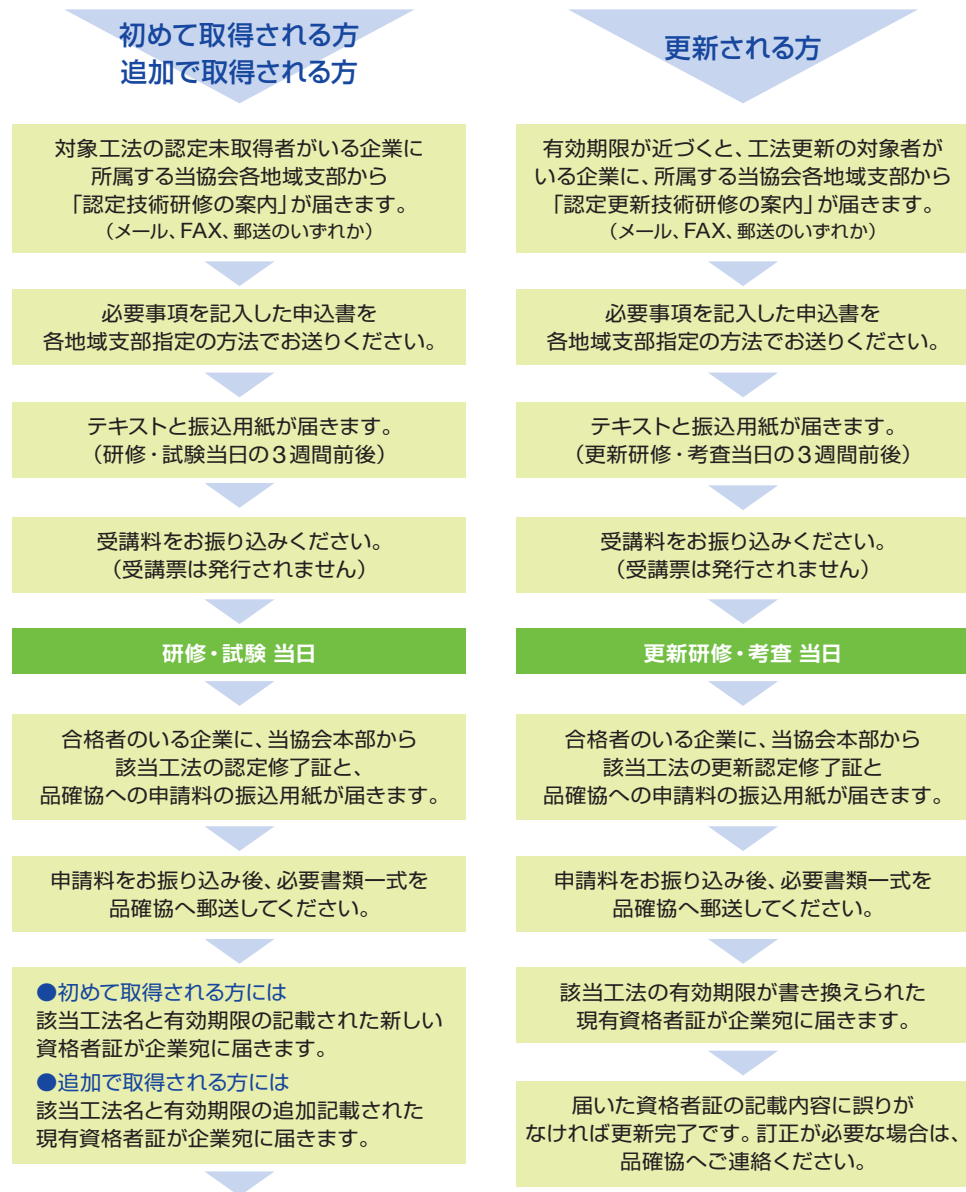 初めて取得される方
追加で取得される方
対象工法の認定未取得者がいる企業に
所属する当協会各地域支部から
「認定技術研修の案内」が届きます。
（メール、FAX、郵送のいずれか）
必要事項を記入した申込書を
各地域支部指定の方法でお送りください。
テキストと振込用紙が届きます。
（研修・試験当日の３週間前後）
受講料をお振り込みください。
（受講票は発行されません）
研修・試験 当日
合格者のいる企業に、当協会本部から
該当工法の認定修了証と、
品確協への申請料の振込用紙が届きます。
申請料をお振り込み後、必要書類一式を
品確協へ郵送してください。
●初めて取得される方には
該当工法名と有効期限の記載された新しい
資格者証が企業宛に届きます。
●追加で取得される方には
該当工法名と有効期限の追加記載された
現有資格者証が企業宛に届きます。
更新される方
有効期限が近づくと、工法更新の対象者が
いる企業に、所属する当協会各地域支部から
「認定更新技術研修の案内」が届きます。
（メール、FAX、郵送のいずれか）
必要事項を記入した申込書を
各地域支部指定の方法でお送りください。
テキストと振込用紙が届きます。
（更新研修・考査当日の３週間前後）
受講料をお振り込みください。
（受講票は発行されません）
更新研修・考査 当日
合格者のいる企業に、当協会本部から
該当工法の更新認定修了証と
品確協への申請料の振込用紙が届きます。
申請料をお振り込み後、必要書類一式を
品確協へ郵送してください。
該当工法の有効期限が書き換えられた
現有資格者証が企業宛に届きます。
届いた資格者証の記載内容に誤りが
なければ更新完了です。訂正が必要な場合は、
品確協へご連絡ください。